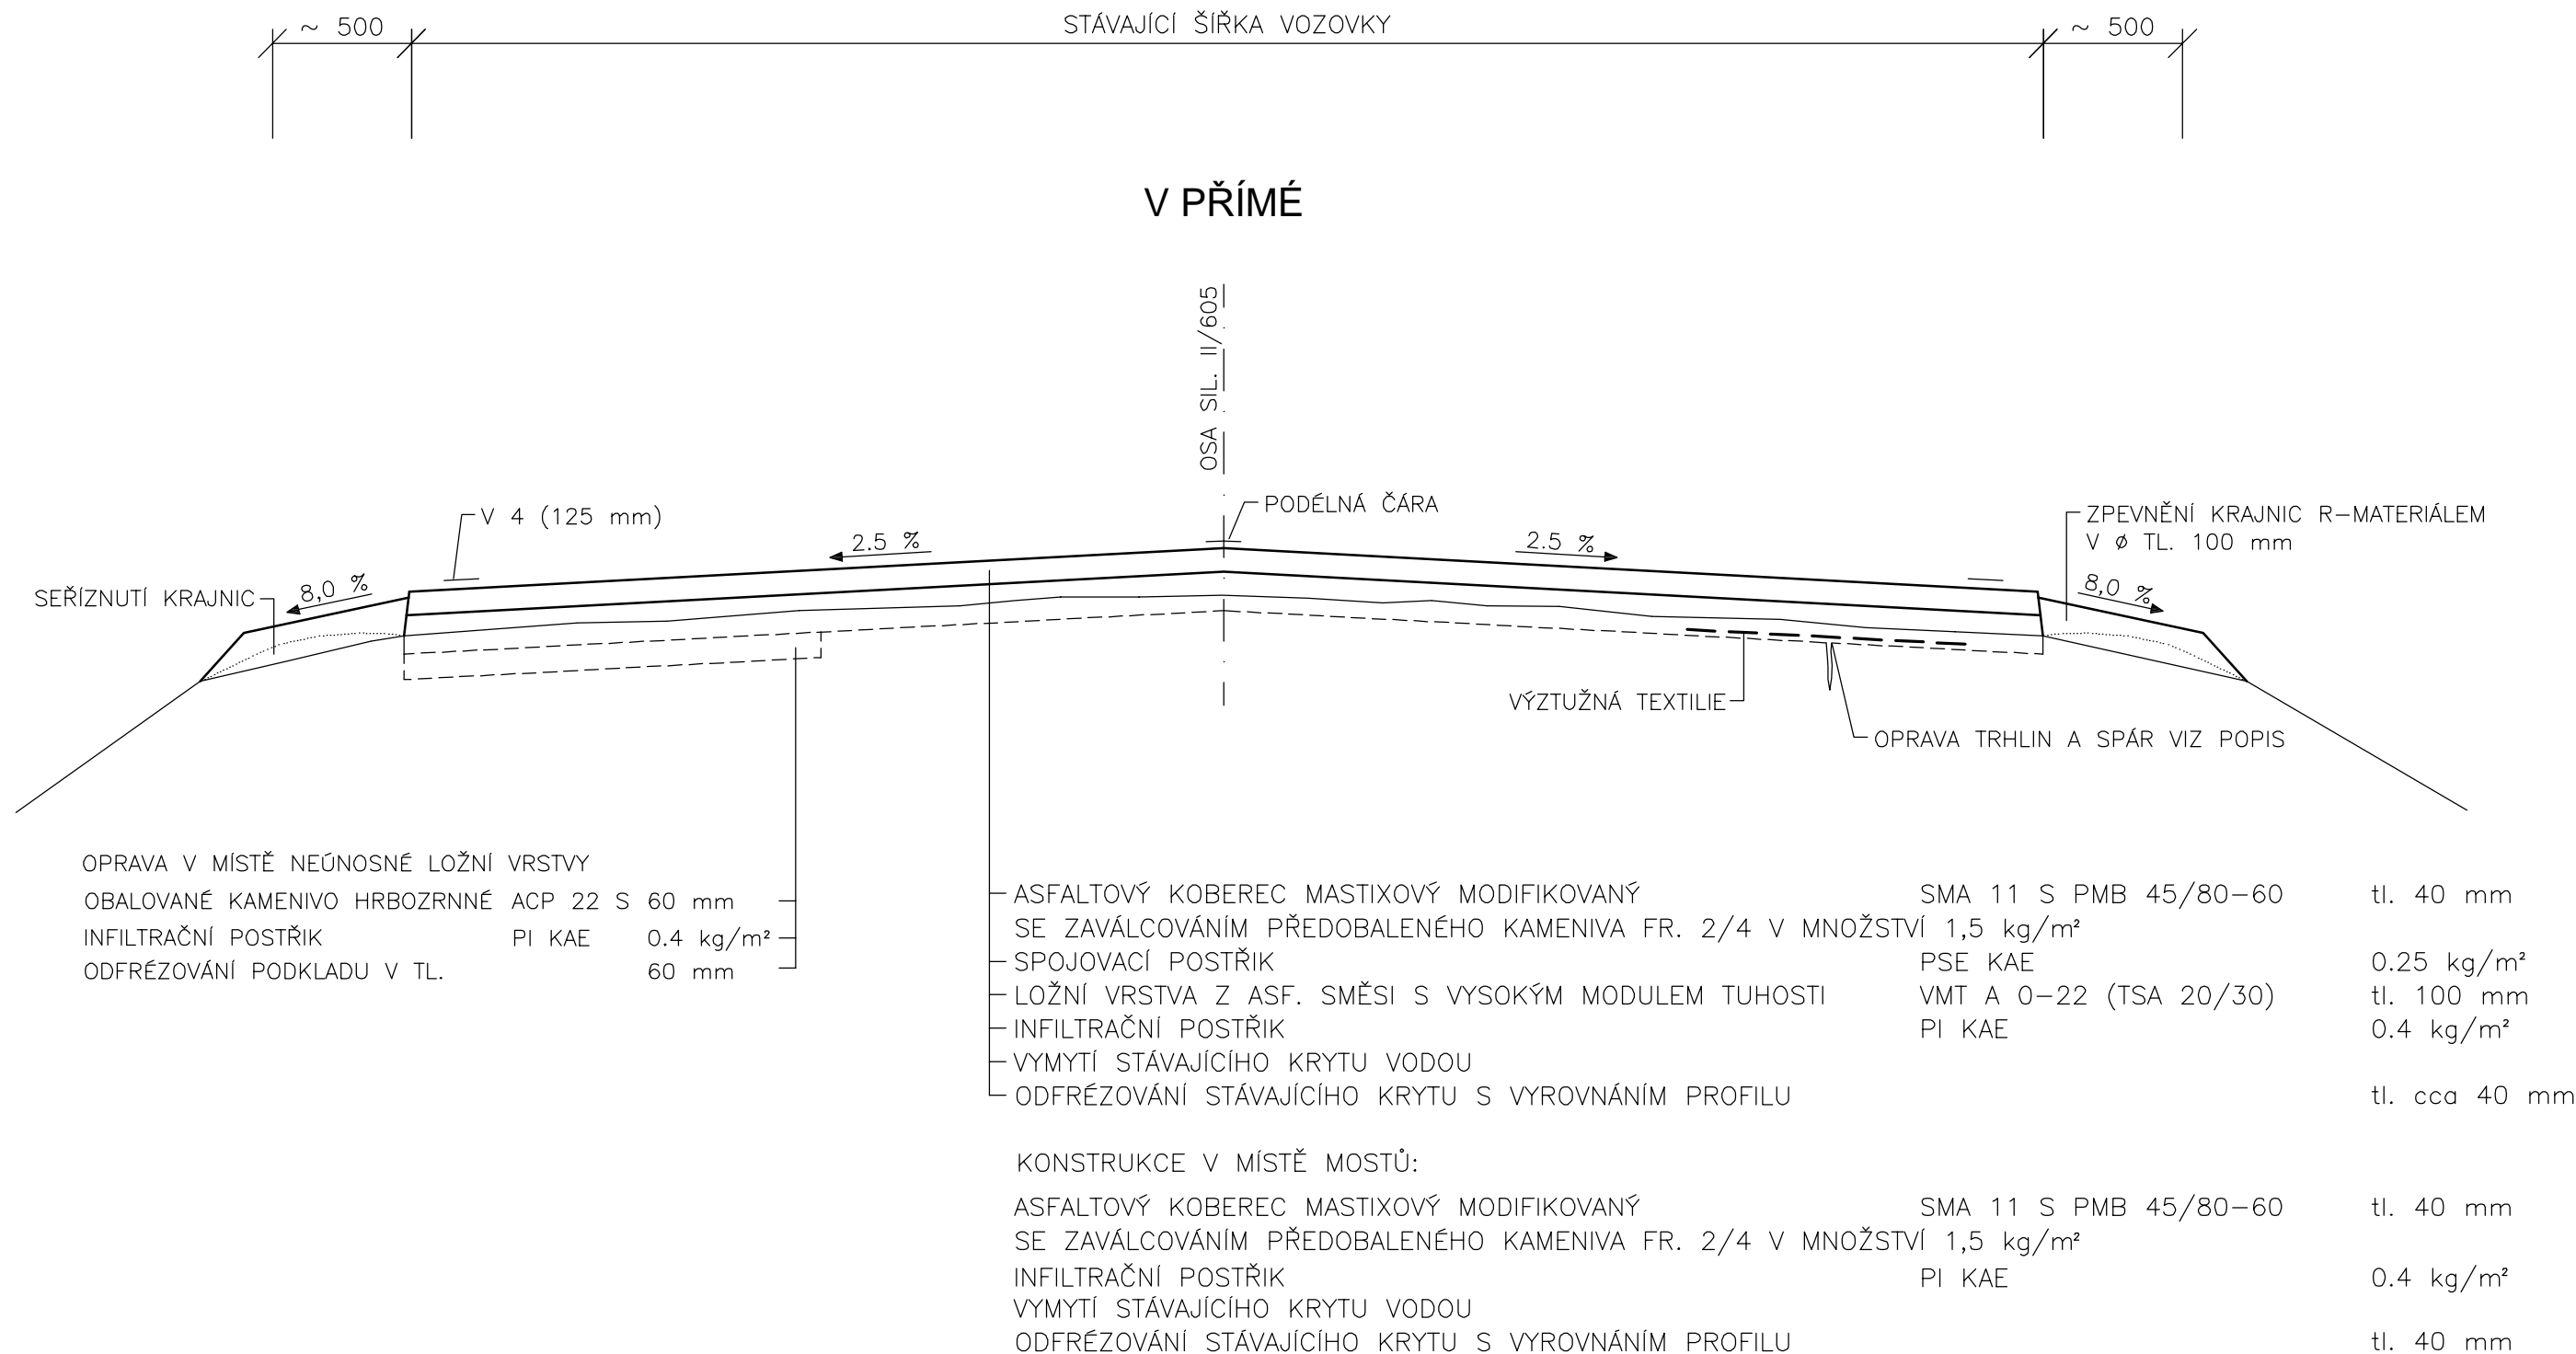 ~ 500
STÁVAJÍCÍ ŠÍŘKA VOZOVKY
~ 500
V PŘÍMÉ
OSA SIL. II/605
PODÉLNÁ ČÁRA
V 4 (125 mm)
ZPEVNĚNÍ KRAJNIC R-MATERIÁLEM
V ø TL. 100 mm
2.5 %
2.5 %
SEŘÍZNUTÍ KRAJNIC
8,0 %
8,0 %
VÝZTUŽNÁ TEXTILIE
OPRAVA TRHLIN A SPÁR VIZ POPIS
OPRAVA V MÍSTĚ NEÚNOSNÉ LOŽNÍ VRSTVY
OBALOVANÉ KAMENIVO HRBOZRNNÉ ACP 22 S 60 mm
INFILTRAČNÍ POSTŘIK PI KAE 0.4 kg/m²
ODFRÉZOVÁNÍ PODKLADU V TL. 60 mm
ASFALTOVÝ KOBEREC MASTIXOVÝ MODIFIKOVANÝ SMA 11 S PMB 45/80-60 tl. 40 mm
SE ZAVÁLCOVÁNÍM PŘEDOBALENÉHO KAMENIVA FR. 2/4 V MNOŽSTVÍ 1,5 kg/m²
SPOJOVACÍ POSTŘIK PSE KAE 0.25 kg/m²
LOŽNÍ VRSTVA Z ASF. SMĚSI S VYSOKÝM MODULEM TUHOSTI VMT A 0-22 (TSA 20/30) tl. 100 mm
INFILTRAČNÍ POSTŘIK PI KAE 0.4 kg/m²
VYMYTÍ STÁVAJÍCÍHO KRYTU VODOU
ODFRÉZOVÁNÍ STÁVAJÍCÍHO KRYTU S VYROVNÁNÍM PROFILU tl. cca 40 mm
KONSTRUKCE V MÍSTĚ MOSTŮ:
ASFALTOVÝ KOBEREC MASTIXOVÝ MODIFIKOVANÝ SMA 11 S PMB 45/80-60 tl. 40 mm
SE ZAVÁLCOVÁNÍM PŘEDOBALENÉHO KAMENIVA FR. 2/4 V MNOŽSTVÍ 1,5 kg/m²
INFILTRAČNÍ POSTŘIK PI KAE 0.4 kg/m²
VYMYTÍ STÁVAJÍCÍHO KRYTU VODOU
ODFRÉZOVÁNÍ STÁVAJÍCÍHO KRYTU S VYROVNÁNÍM PROFILU tl. 40 mm